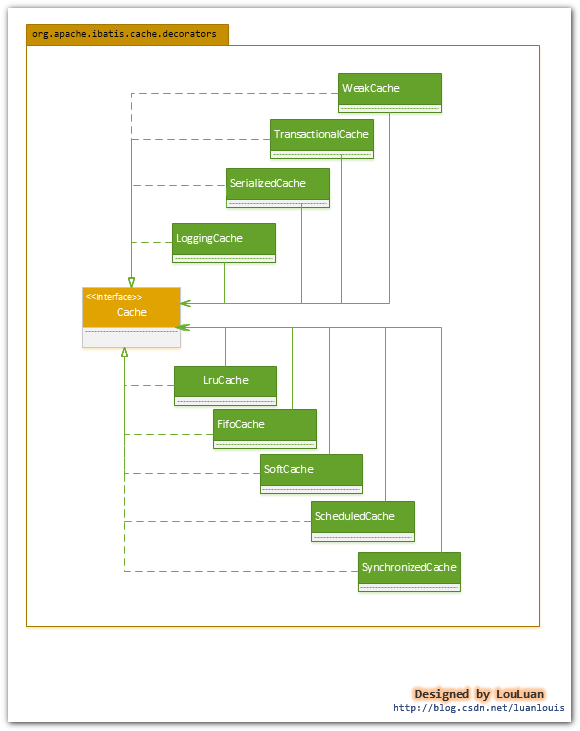 org.apache.ibatis.cache.decorators
WeakCache
TransactionalCache
SerializedCache
LoggingCache
<<interface>>
Cache
LruCache
FifoCache
SoftCache
ScheduledCache
SynchronizedCache
Designed by LouLuan
http://blog.csdn.net/luanlouis